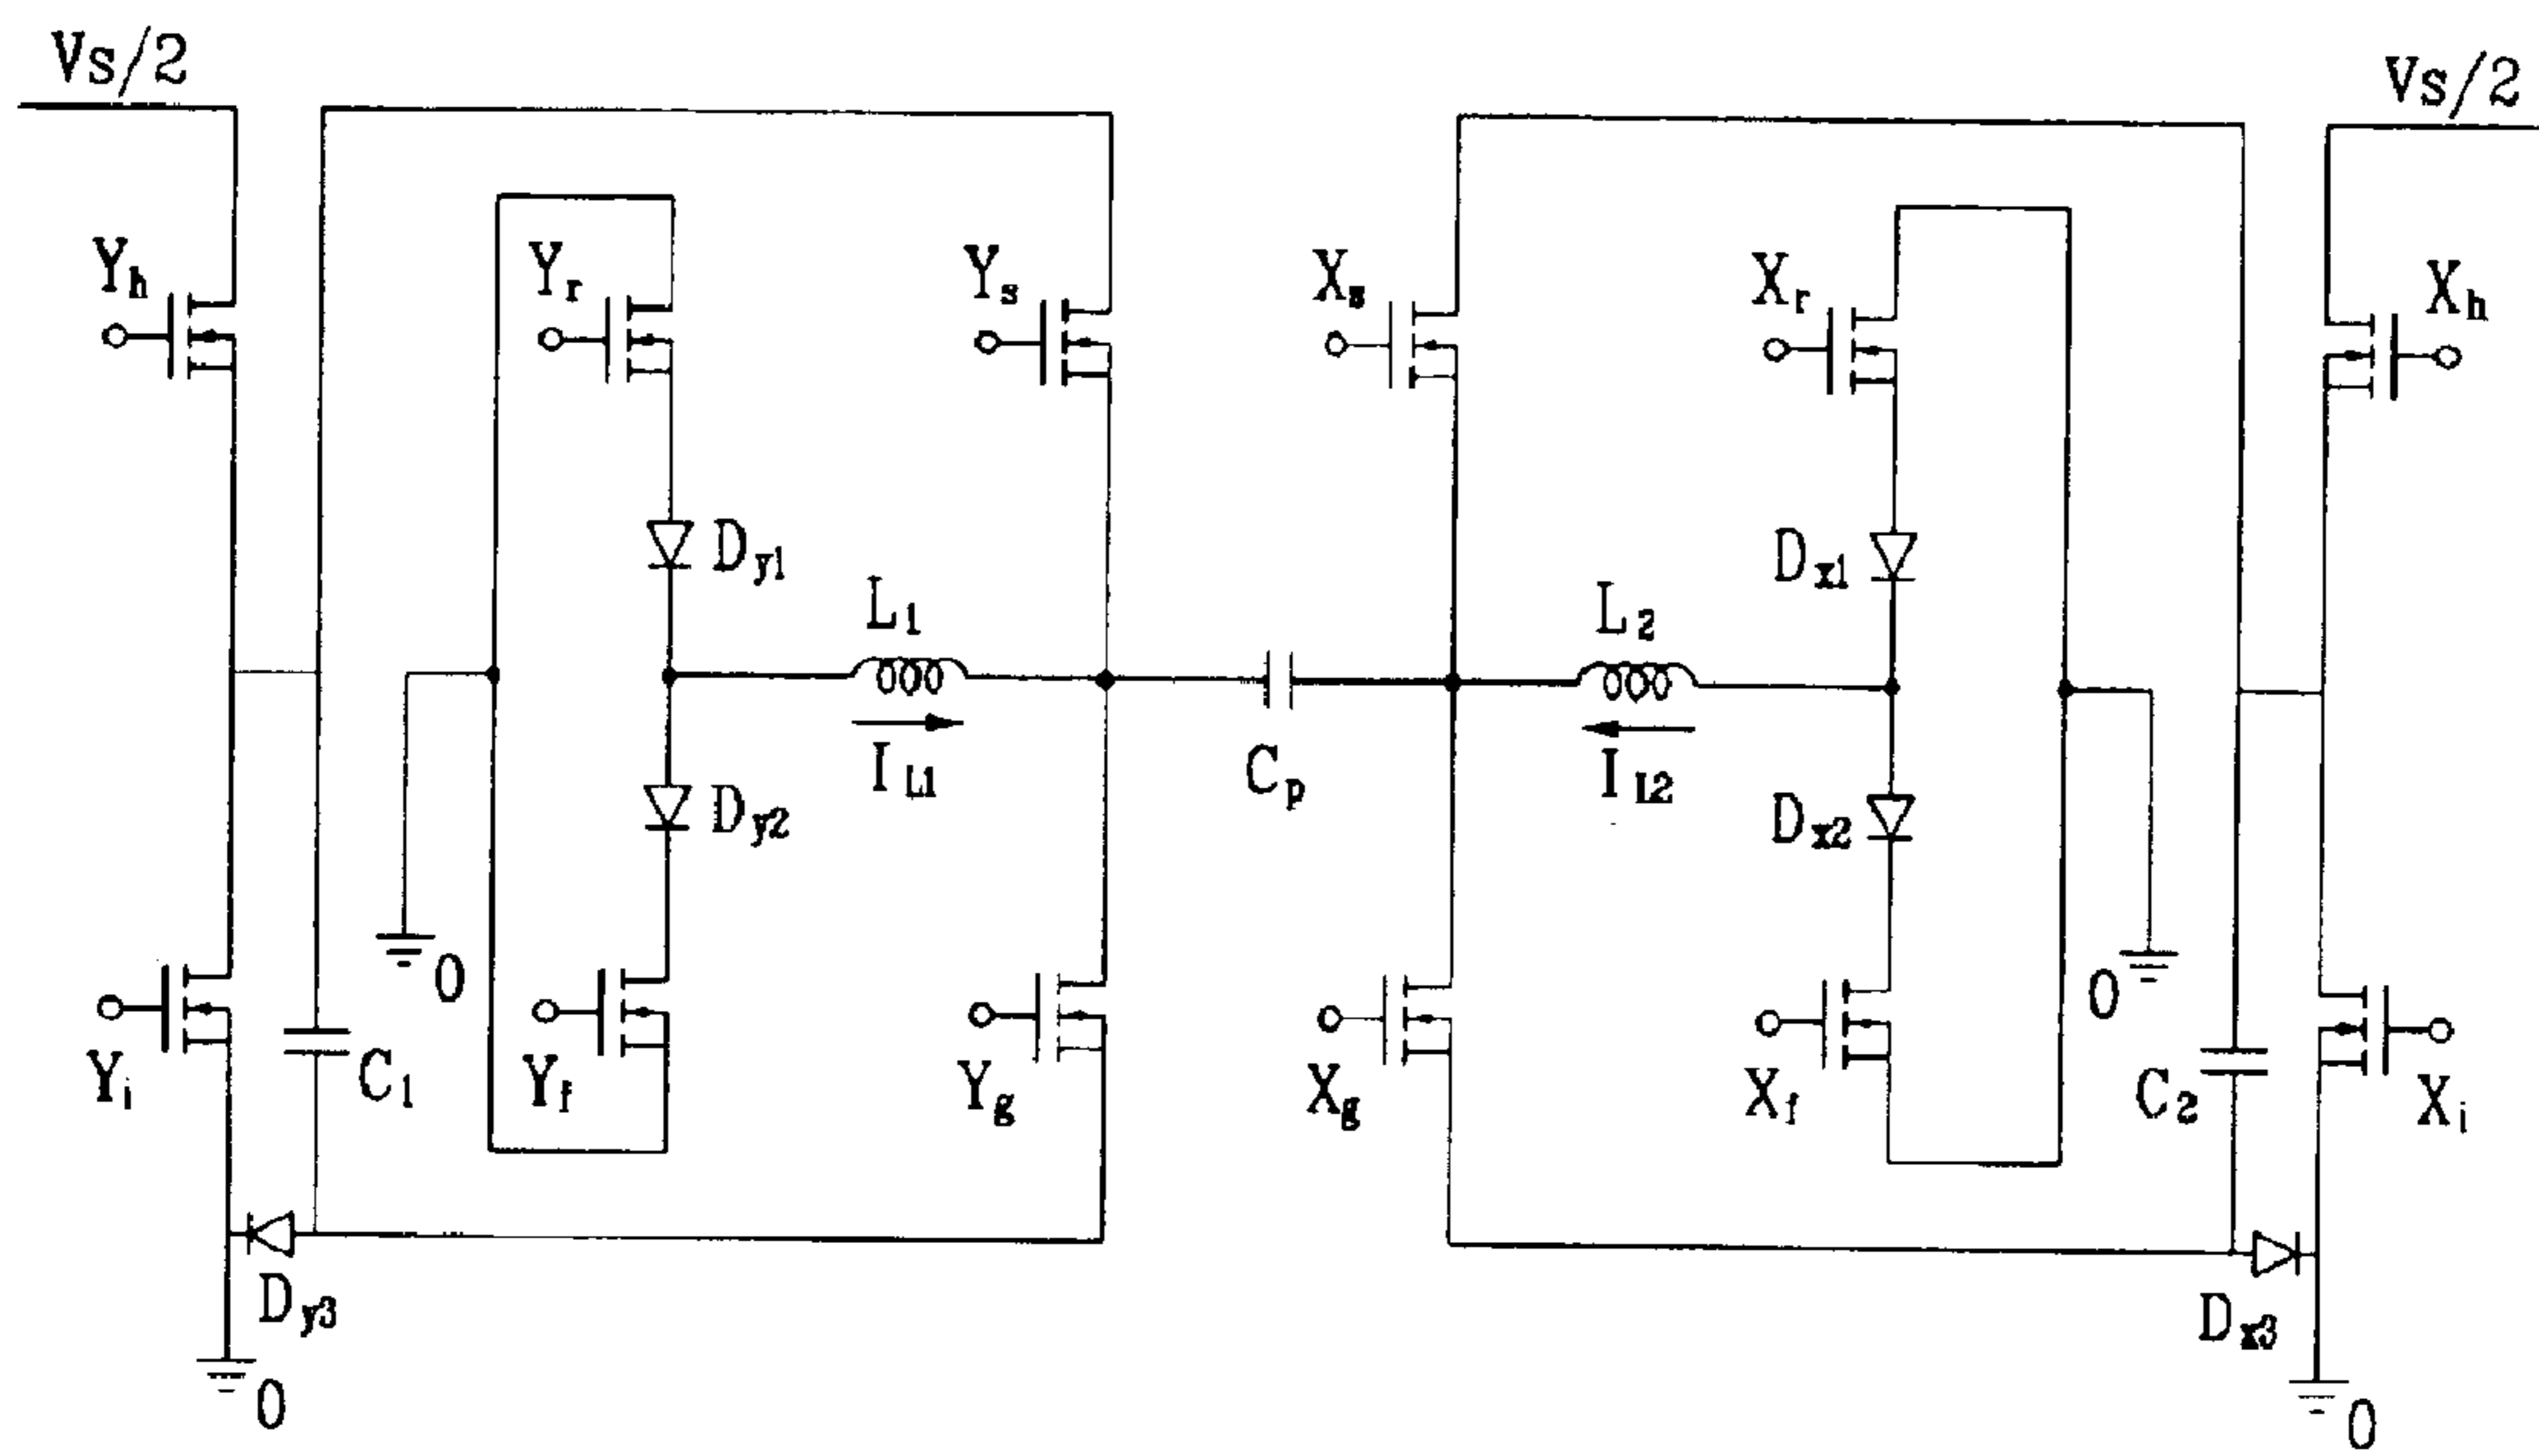 Vs/2
Vs/2
Yh
Yr
Ys
Xs
Xr
Xh
Dy1
Dx1
L1
L2
IL1
Cp
IL2
Dy2
Dx2
0
0
Yi
C1
Yf
Yg
Xg
Xf
C2
Xi
Dy3
Dx3
0
0